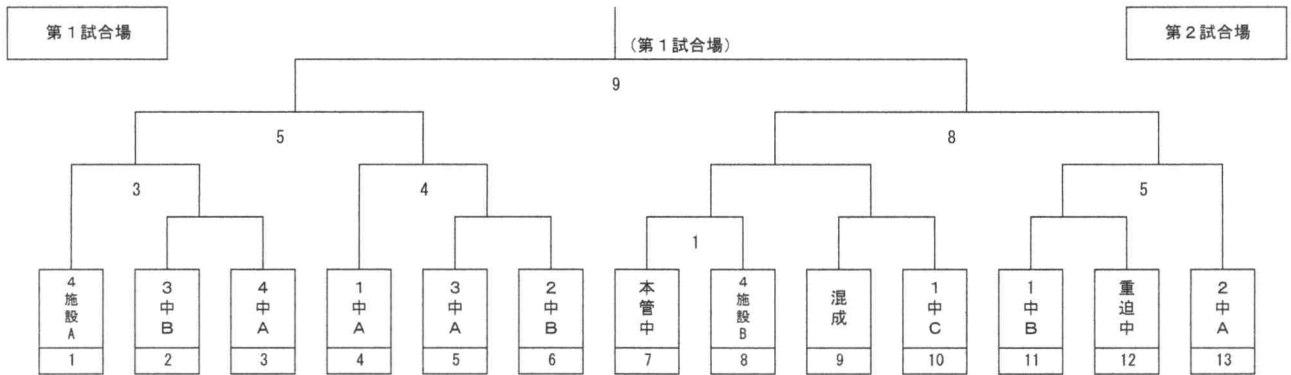 第1試合場
第2試合場
(第1試合場)
9
5
8
3
4
5
1
4施設A
3中B
4中A
1中A
3中A
2中B
本管中
4施設B
混成
1中C
1中B
重迫中
2中A
1
2
3
4
5
6
7
8
9
10
11
12
13